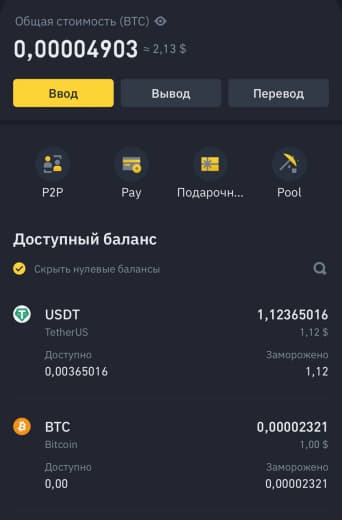 Общая стоимость (BTC)
0,00004903 ≈ 2,13 $
Ввод Вывод Перевод
P2P Pay Подарочн... Pool
Доступный баланс
Скрыть нулевые балансы
USDT 1,12365016
TetherUS 1,12 $
Доступно Заморожено
0,00365016 1,12
BTC 0,00002321
Bitcoin 1,00 $
Доступно Заморожено
0,00 0,00002321